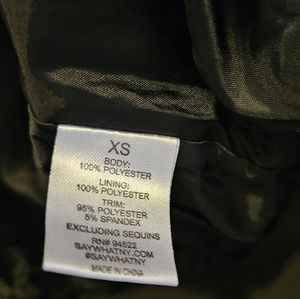 XS
BODY:
100% POLYESTER
LINING:
100% POLYESTER
TRIM:
95% POLYESTER
5% SPANDEX
EXCLUDING SEQUINS
RN# 94522
SAYWHATNY.COM
#SAYWHATNY
MADE IN CHINA